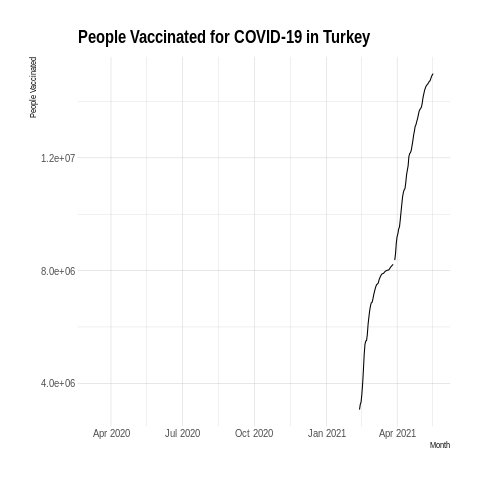 People Vaccinated for COVID-19 in Turkey
People Vaccinated
1.2e+07
8.0e+06
4.0e+06
Apr 2020 Jul 2020 Oct 2020 Jan 2021 Apr 2021
Month